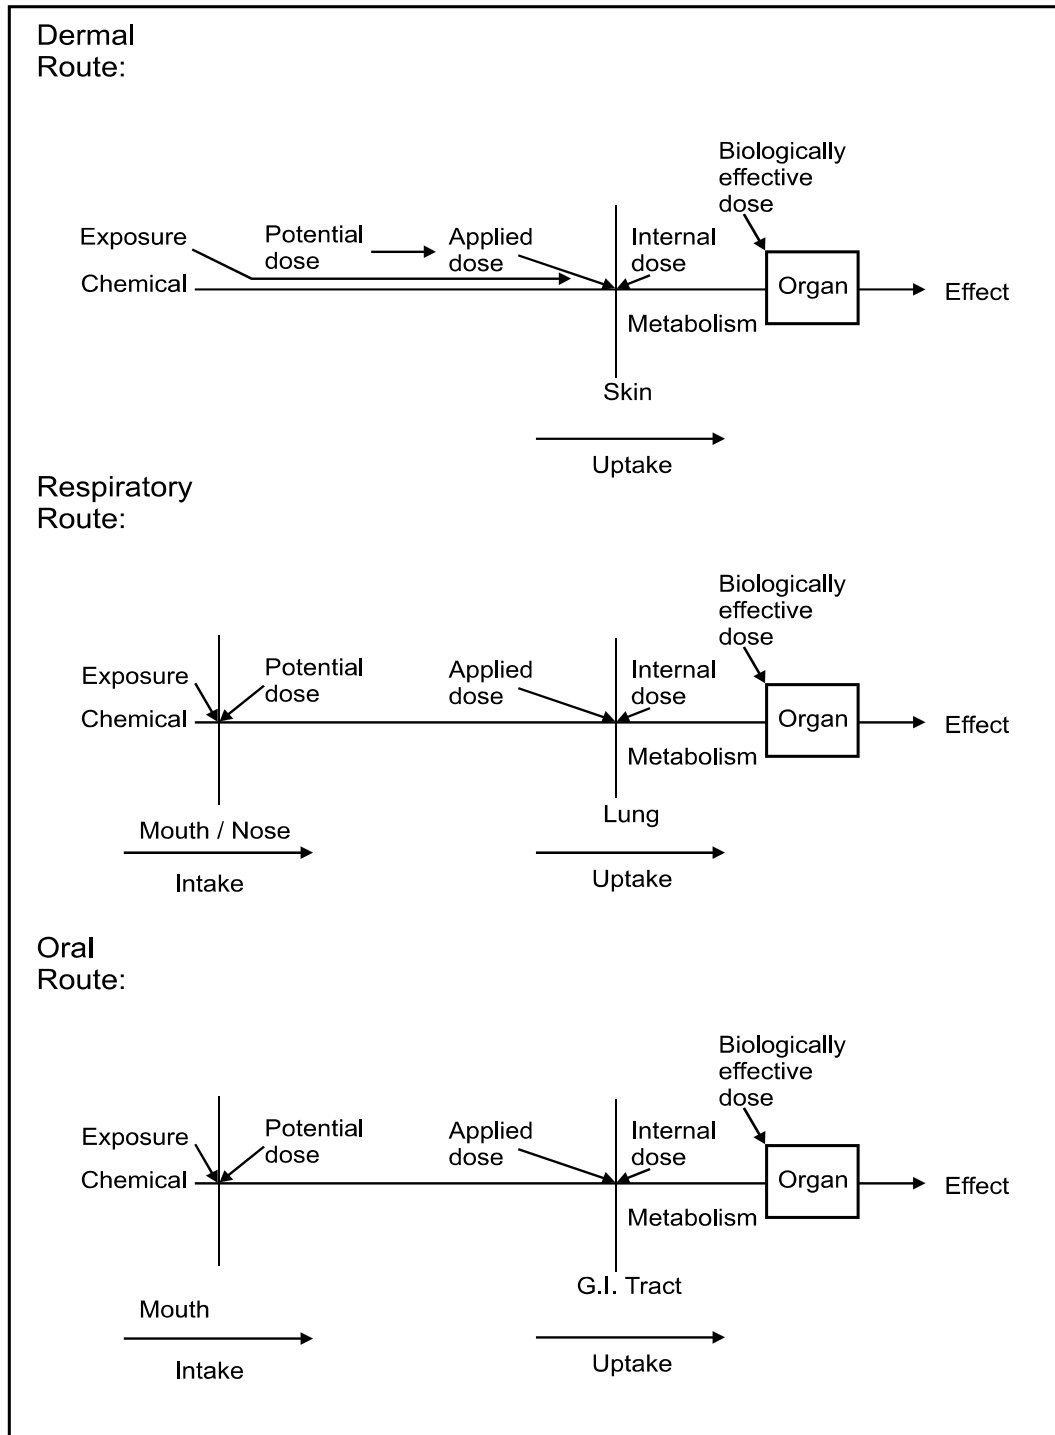 Dermal
Route:
Biologically
effective
dose
Exposure
Potential
dose
Applied
dose
Internal
dose
Chemical
Organ
Effect
Metabolism
Skin
Uptake
Respiratory
Route:
Biologically
effective
dose
Exposure
Potential
dose
Applied
dose
Internal
dose
Chemical
Organ
Effect
Metabolism
Lung
Mouth / Nose
Intake
Uptake
Oral
Route:
Biologically
effective
dose
Exposure
Potential
dose
Applied
dose
Internal
dose
Chemical
Organ
Effect
Metabolism
G.I. Tract
Mouth
Intake
Uptake